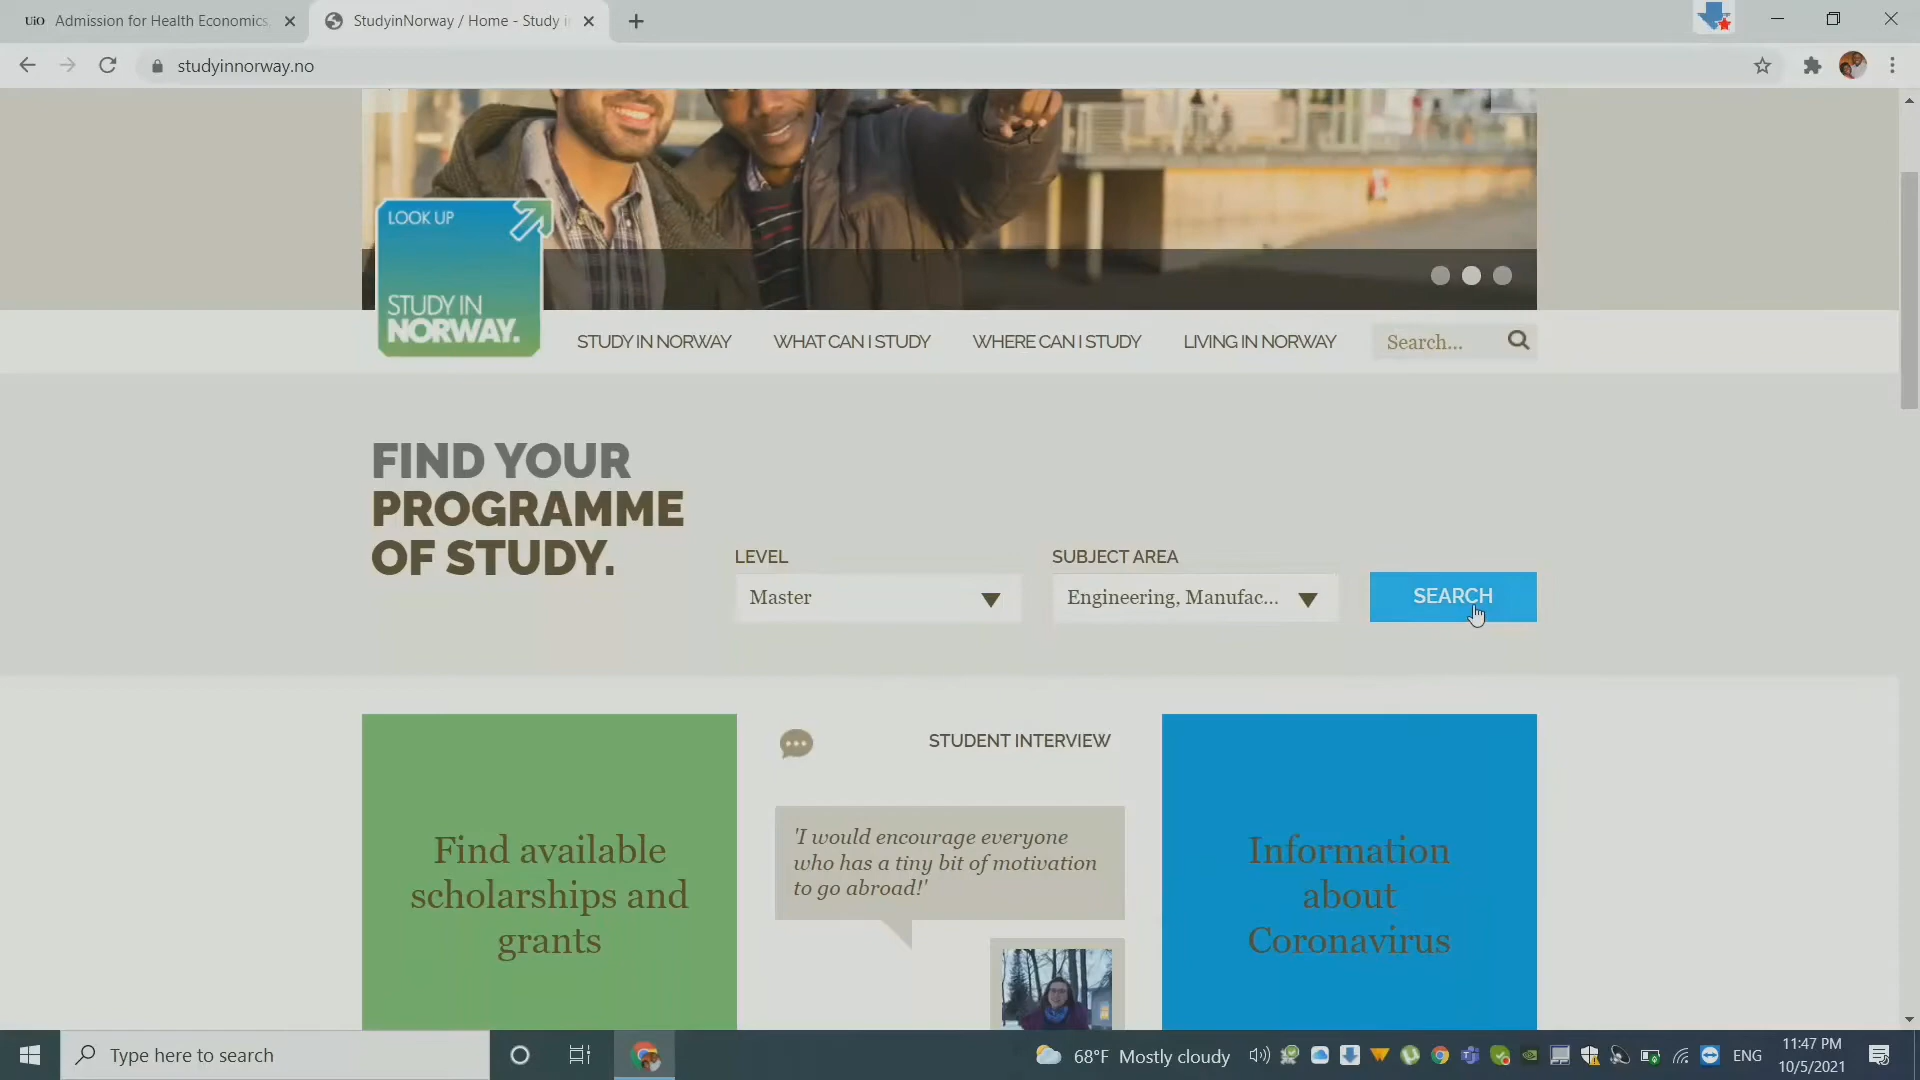 UiO Admission for Health Economics,
StudyinNorway / Home - Study i
studyinnorway.no
LOOK UP
STUDY IN
NORWAY.
STUDY IN NORWAY
WHAT CAN I STUDY
WHERE CAN I STUDY
LIVING IN NORWAY
Search...
FIND YOUR
PROGRAMME
OF STUDY.
LEVEL
Master
SUBJECT AREA
Engineering, Manufac...
SEARCH
Find available
scholarships and
grants
STUDENT INTERVIEW
'I would encourage everyone
who has a tiny bit of motivation
to go abroad!'
Information
about
Coronavirus
Type here to search
68°F Mostly cloudy
ENG
11:47 PM
10/5/2021